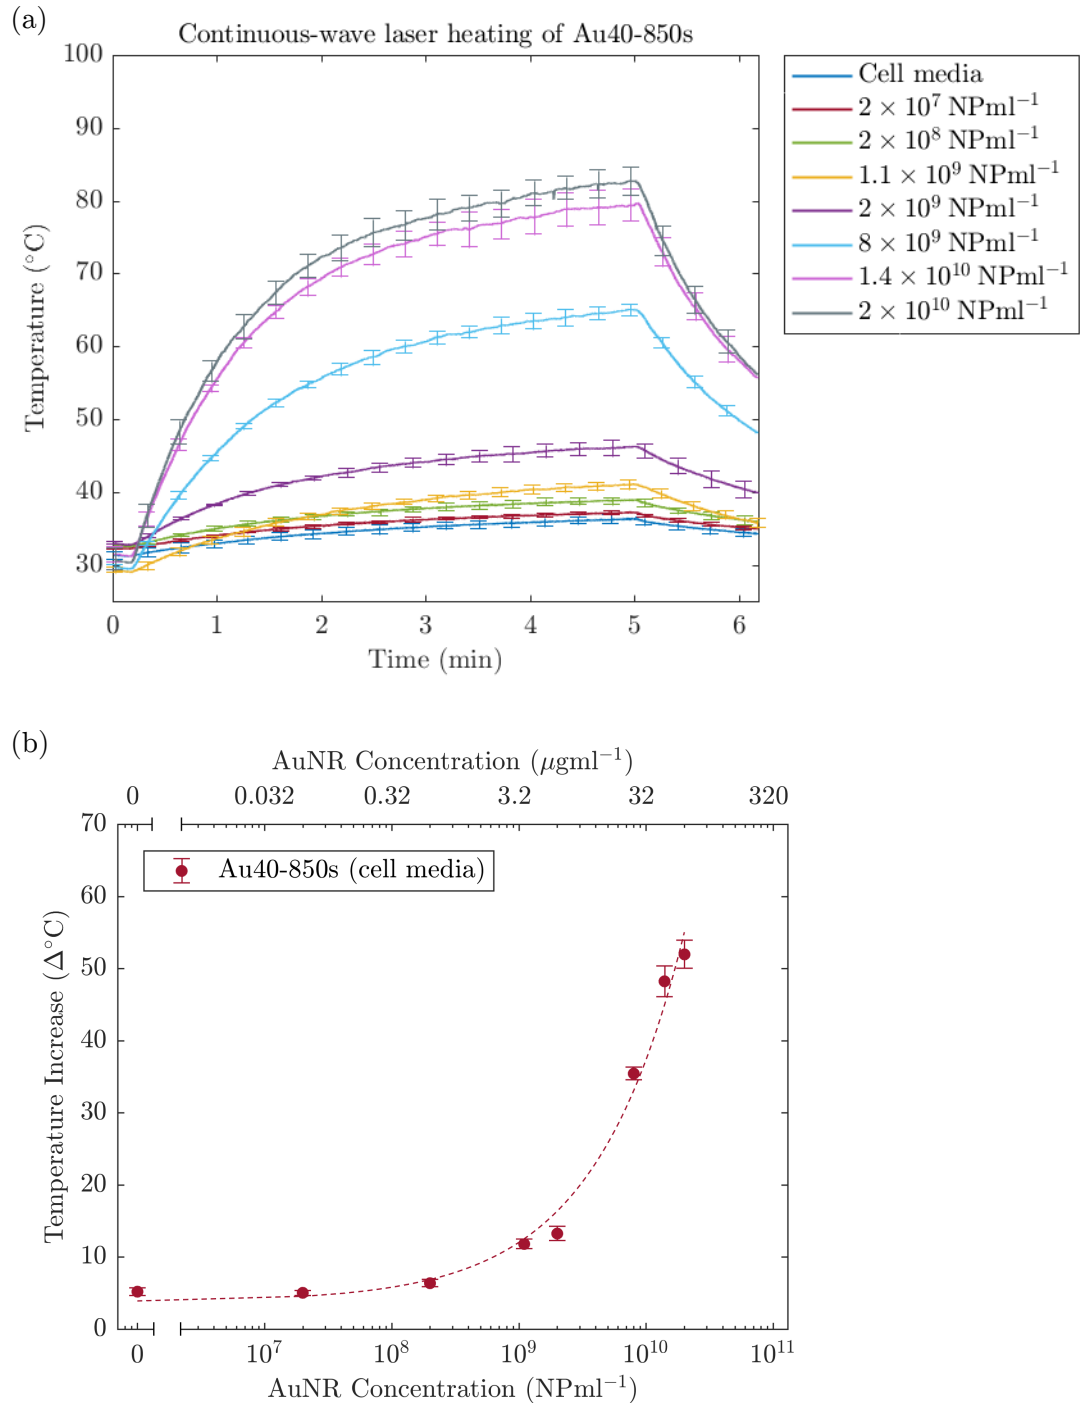 (a)
Continuous-wave laser heating of Au40-850s
100
90
80
70
60
50
40
30
Temperature (°C)
0 1 2 3 4 5 6
Time (min)
Cell media
2 × 10⁷ NPml⁻¹
2 × 10⁸ NPml⁻¹
1.1 × 10⁹ NPml⁻¹
2 × 10⁹ NPml⁻¹
8 × 10⁹ NPml⁻¹
1.4 × 10¹⁰ NPml⁻¹
2 × 10¹⁰ NPml⁻¹
(b)
AuNR Concentration (μgml⁻¹)
0 0.032 0.32 3.2 32 320
Au40-850s (cell media)
70
60
50
40
30
20
10
0
Temperature Increase (Δ°C)
0 10⁷ 10⁸ 10⁹ 10¹⁰ 10¹¹
AuNR Concentration (NPml⁻¹)